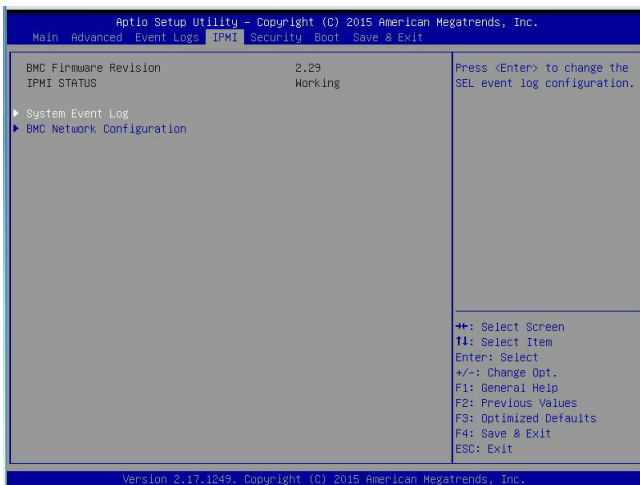 Aptio Setup Utility – Copyright (C) 2015 American Megatrends, Inc.
Main Advanced Event Logs IPMI Security Boot Save & Exit
BMC Firmware Revision 2.29
IPMI STATUS Working
System Event Log
BMC Network Configuration
Press <Enter> to change the
SEL event log configuration.
→←: Select Screen
↑↓: Select Item
Enter: Select
+/-: Change Opt.
F1: General Help
F2: Previous Values
F3: Optimized Defaults
F4: Save & Exit
ESC: Exit
Version 2.17.1249. Copyright (C) 2015 American Megatrends, Inc.